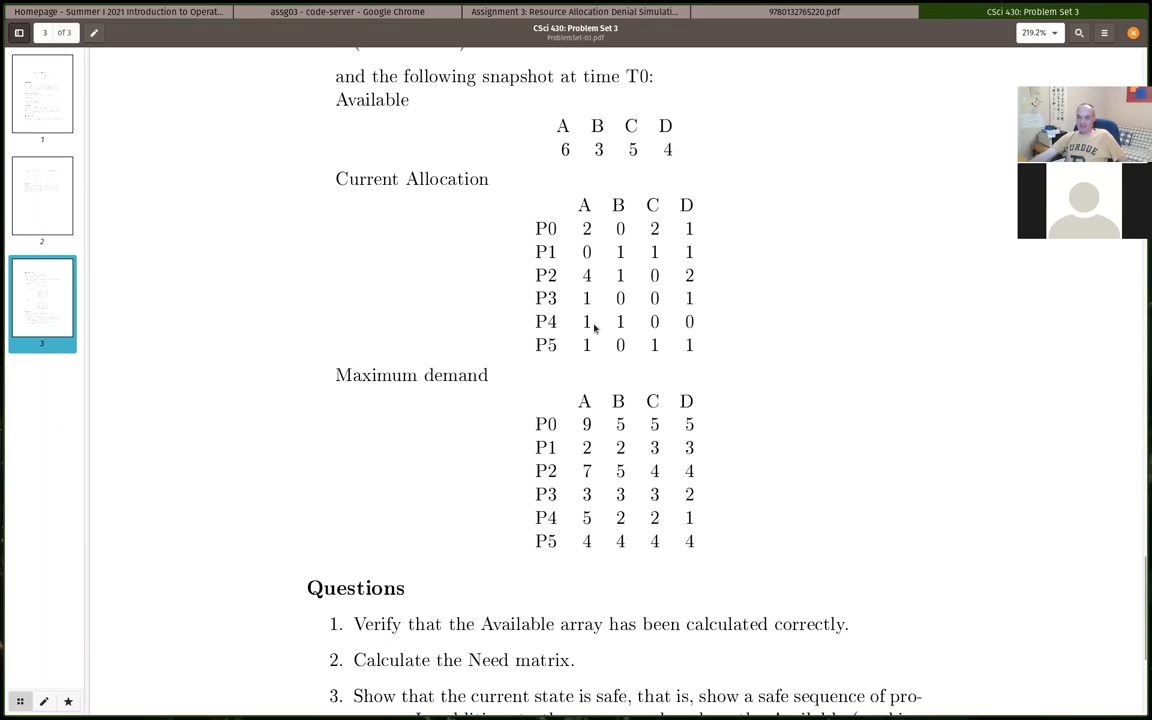 Homepage - Summer I 2021 Introduction to Operat...
assg03 - code-server - Google Chrome
Assignment 3: Resource Allocation Denial Simulati...
9780132765220.pdf
CSci 430: Problem Set 3
3 of 3
CSci 430: Problem Set 3
ProblemSet-03.pdf
219.2%
1
2
3
and the following snapshot at time T0:
Available
A B C D
6 3 5 4
Current Allocation
A B C D
P0 2 0 2 1
P1 0 1 1 1
P2 4 1 0 2
P3 1 0 0 1
P4 1 1 0 0
P5 1 0 1 1
Maximum demand
A B C D
P0 9 5 5 5
P1 2 2 3 3
P2 7 5 4 4
P3 3 3 3 2
P4 5 2 2 1
P5 4 4 4 4
Questions
1. Verify that the Available array has been calculated correctly.
2. Calculate the Need matrix.
3. Show that the current state is safe, that is, show a safe sequence of pro-
PURDUE